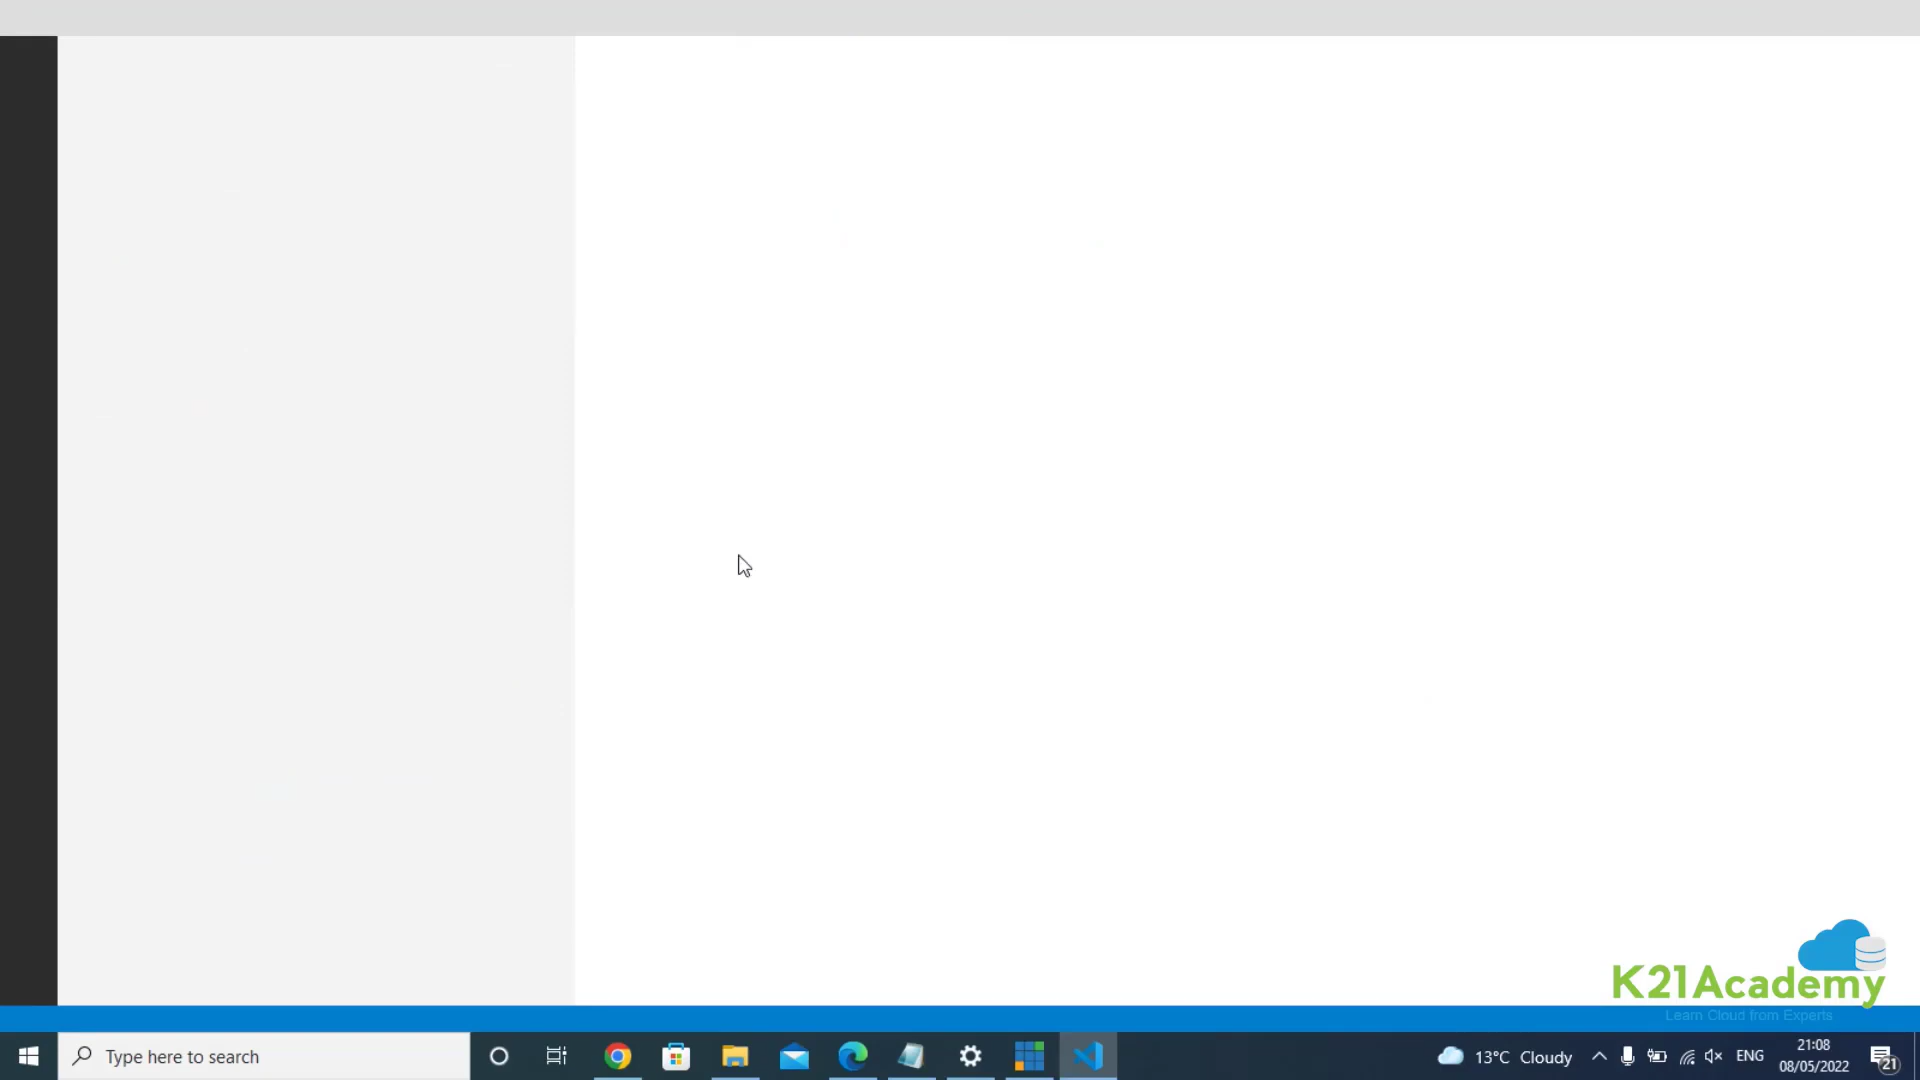 K21Academy
Learn Cloud from Experts
Type here to search
13°C Cloudy
ENG
21:08
08/05/2022
21